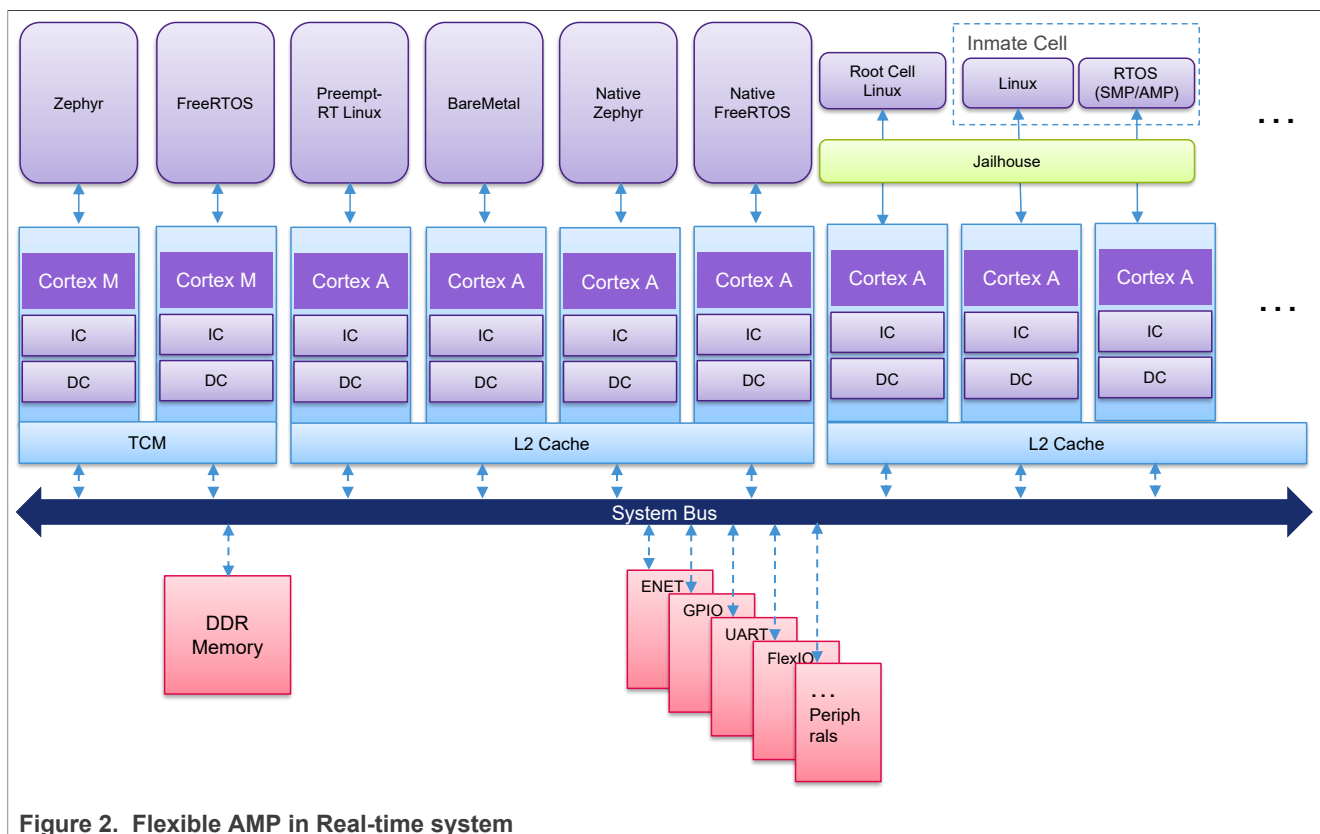 Inmate Cell
Zephyr
FreeRTOS
Preempt-
RT Linux
BareMetal
Native
Zephyr
Native
FreeRTOS
Root Cell
Linux
Linux
RTOS
(SMP/AMP)
...
Jailhouse
Cortex M
Cortex M
Cortex A
Cortex A
Cortex A
Cortex A
Cortex A
Cortex A
Cortex A
...
IC
IC
IC
IC
IC
IC
IC
IC
IC
DC
DC
DC
DC
DC
DC
DC
DC
DC
TCM
L2 Cache
L2 Cache
System Bus
DDR
Memory
ENET
GPIO
UART
FlexIO
...
Periph
rals
Figure 2. Flexible AMP in Real-time system